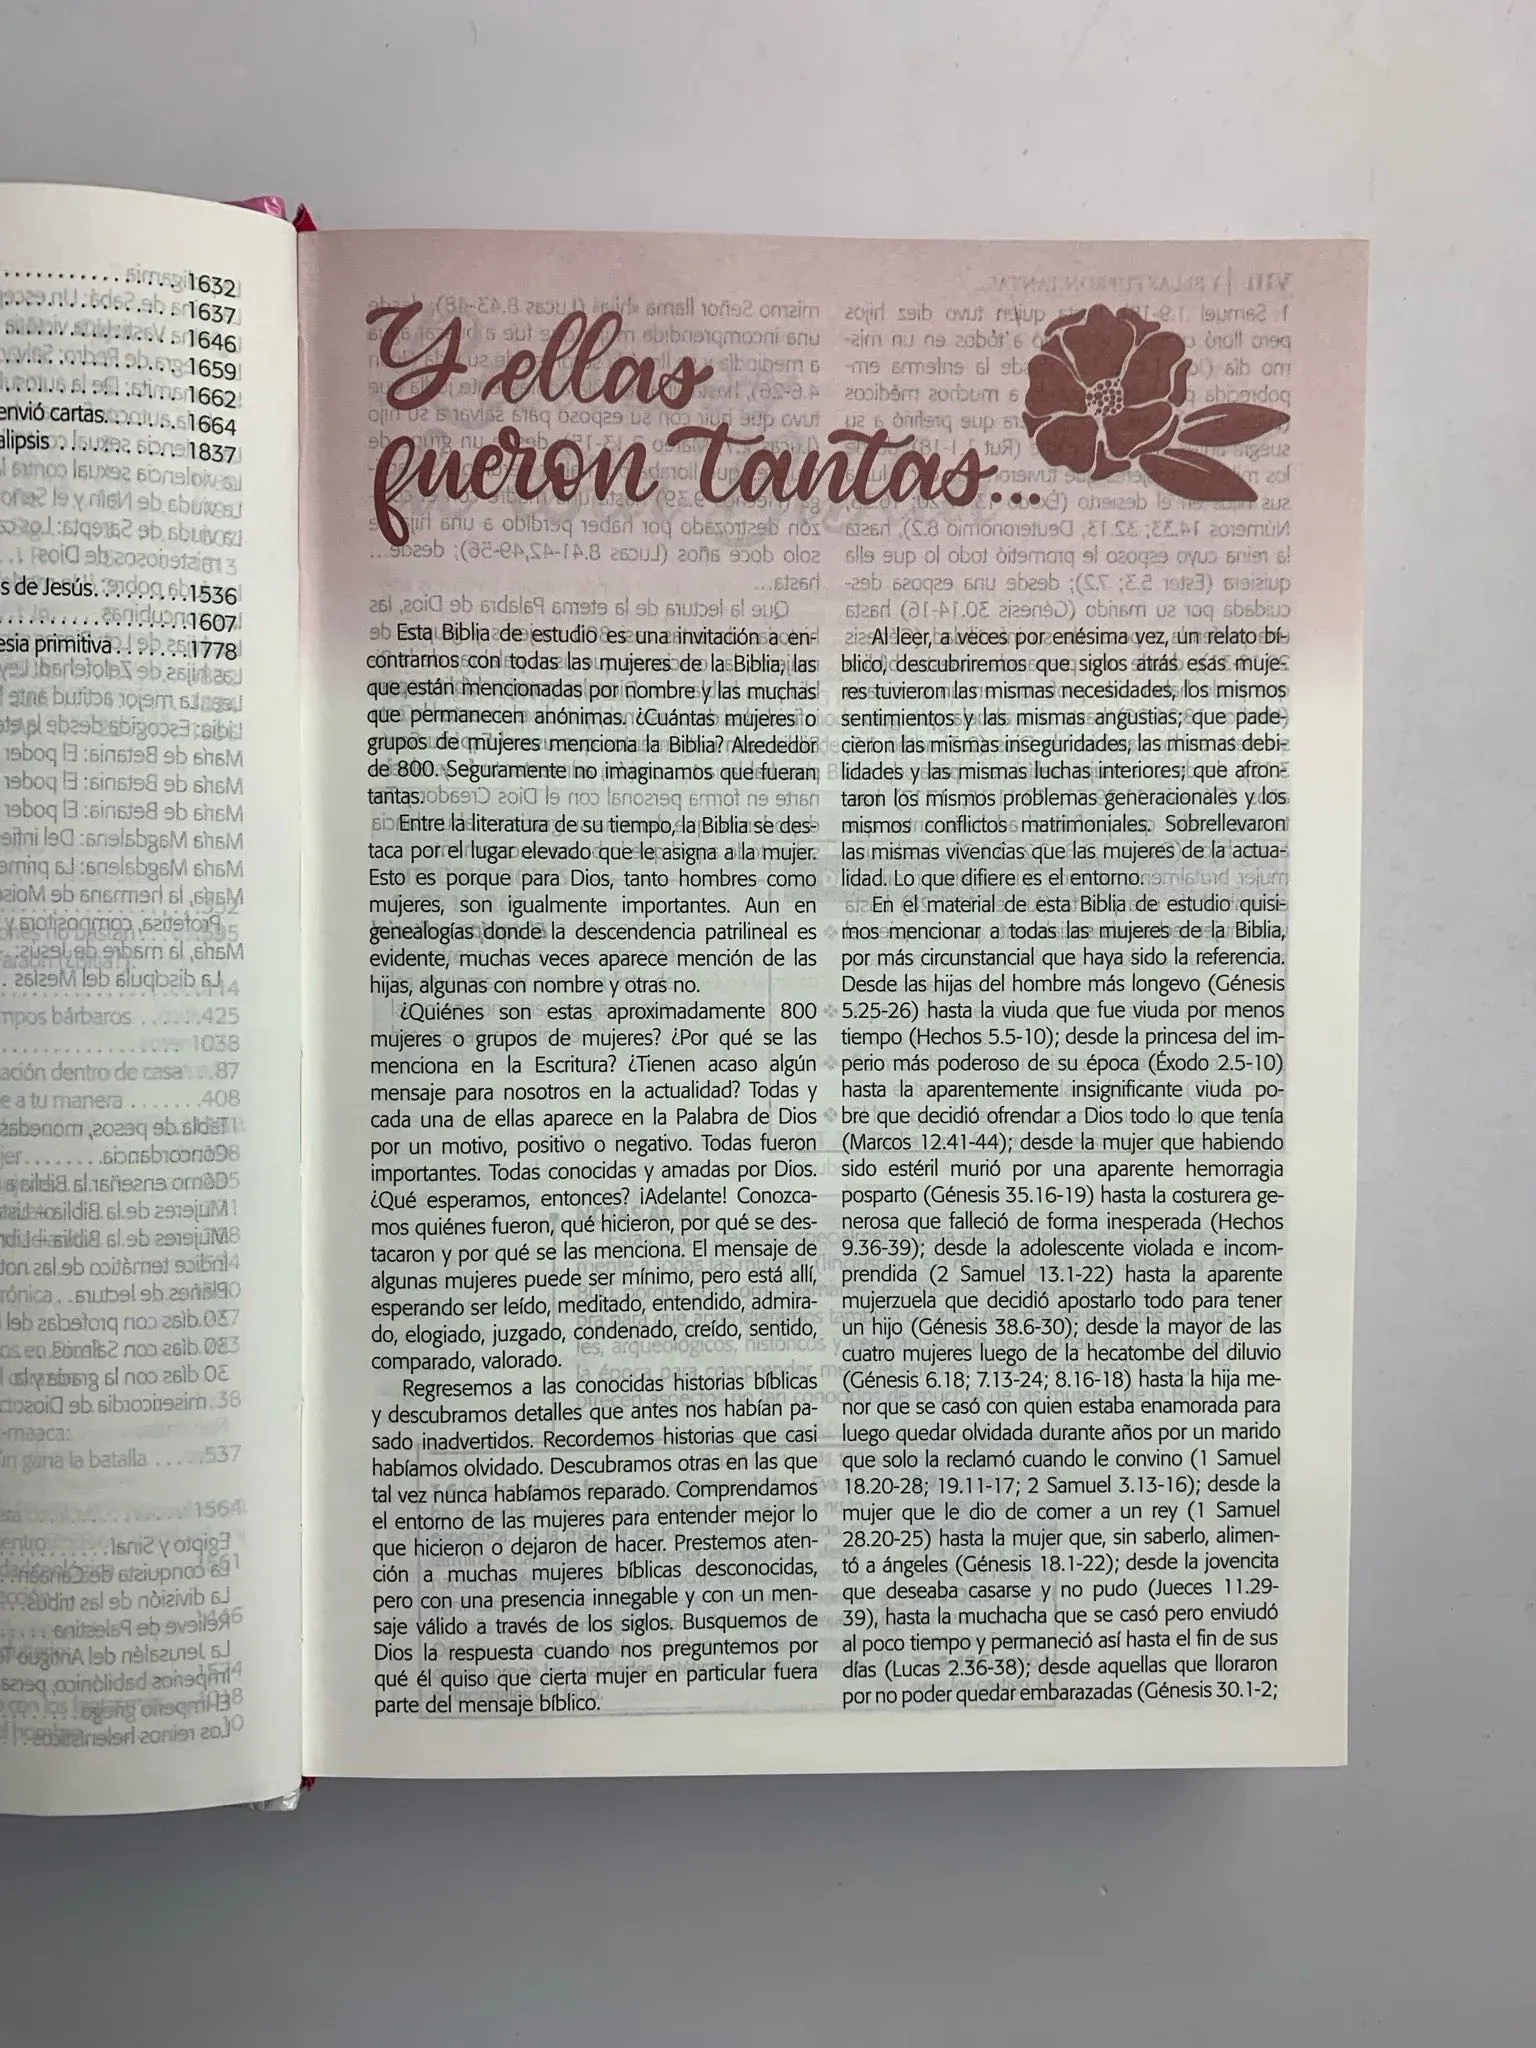 1632
1637
1646
1659
1662
envió cartas. 1664
alipsis 1837
s de Jesús. 1536
1607
esia primitiva 1778
mpos bárbaros 425
1038
ación dentro de casa 87
e a tu manera 408
la batalla 537
1564
Y ellas
fueron tantas...
Esta Biblia de estudio es una invitación a en-
contrarnos con todas las mujeres de la Biblia, las
que están mencionadas por nombre y las muchas
que permanecen anónimas. ¿Cuántas mujeres o
grupos de mujeres menciona la Biblia? Alrededor
de 800. Seguramente no imaginamos que fueran
tantas.
Entre la literatura de su tiempo, la Biblia se des-
taca por el lugar elevado que le asigna a la mujer.
Esto es porque para Dios, tanto hombres como
mujeres, son igualmente importantes. Aun en
genealogías donde la descendencia patrilineal es
evidente, muchas veces aparece mención de las
hijas, algunas con nombre y otras no.
¿Quiénes son estas aproximadamente 800
mujeres o grupos de mujeres? ¿Por qué se las
menciona en la Escritura? ¿Tienen acaso algún
mensaje para nosotros en la actualidad? Todas y
cada una de ellas aparece en la Palabra de Dios
por un motivo, positivo o negativo. Todas fueron
importantes. Todas conocidas y amadas por Dios.
¿Qué esperamos, entonces? ¡Adelante! Conozca-
mos quiénes fueron, qué hicieron, por qué se des-
tacaron y por qué se las menciona. El mensaje de
algunas mujeres puede ser mínimo, pero está allí,
esperando ser leído, meditado, entendido, admira-
do, elogiado, juzgado, condenado, creído, sentido,
comparado, valorado.
Regresemos a las conocidas historias bíblicas
y descubramos detalles que antes nos habían pa-
sado inadvertidos. Recordemos historias que casi
habíamos olvidado. Descubramos otras en las que
tal vez nunca habíamos reparado. Comprendamos
el entorno de las mujeres para entender mejor lo
que hicieron o dejaron de hacer. Prestemos aten-
ción a muchas mujeres bíblicas desconocidas,
pero con una presencia innegable y con un men-
saje válido a través de los siglos. Busquemos de
Dios la respuesta cuando nos preguntemos por
qué él quiso que cierta mujer en particular fuera
parte del mensaje bíblico.
Al leer, a veces por enésima vez, un relato bí-
blico, descubriremos que siglos atrás esas muje-
res tuvieron las mismas necesidades, los mismos
sentimientos y las mismas angustias; que pade-
cieron las mismas inseguridades, las mismas debi-
lidades y las mismas luchas interiores; que afron-
taron los mismos problemas generacionales y los
mismos conflictos matrimoniales. Sobrellevaron
las mismas vivencias que las mujeres de la actua-
lidad. Lo que difiere es el entorno.
En el material de esta Biblia de estudio quisi-
mos mencionar a todas las mujeres de la Biblia,
por más circunstancial que haya sido la referencia.
Desde las hijas del hombre más longevo (Génesis
5.25-26) hasta la viuda que fue viuda por menos
tiempo (Hechos 5.5-10); desde la princesa del im-
perio más poderoso de su época (Éxodo 2.5-10)
hasta la aparentemente insignificante viuda po-
bre que decidió ofrendar a Dios todo lo que tenía
(Marcos 12.41-44); desde la mujer que habiendo
sido estéril murió por una aparente hemorragia
posparto (Génesis 35.16-19) hasta la costurera ge-
nerosa que falleció de forma inesperada (Hechos
9.36-39); desde la adolescente violada e incom-
prendida (2 Samuel 13.1-22) hasta la aparente
mujerzuela que decidió apostarlo todo para tener
un hijo (Génesis 38.6-30); desde la mayor de las
cuatro mujeres luego de la hecatombe del diluvio
(Génesis 6.18; 7.13-24; 8.16-18) hasta la hija me-
nor que se casó con quien estaba enamorada para
luego quedar olvidada durante años por un marido
que solo la reclamó cuando le convino (1 Samuel
18.20-28; 19.11-17; 2 Samuel 3.13-16); desde la
mujer que le dio de comer a un rey (1 Samuel
28.20-25) hasta la mujer que, sin saberlo, alimen-
tó a ángeles (Génesis 18.1-22); desde la jovencita
que deseaba casarse y no pudo (Jueces 11.29-
39), hasta la muchacha que se casó pero enviudó
al poco tiempo y permaneció así hasta el fin de sus
días (Lucas 2.36-38); desde aquellas que lloraron
por no poder quedar embarazadas (Génesis 30.1-2;